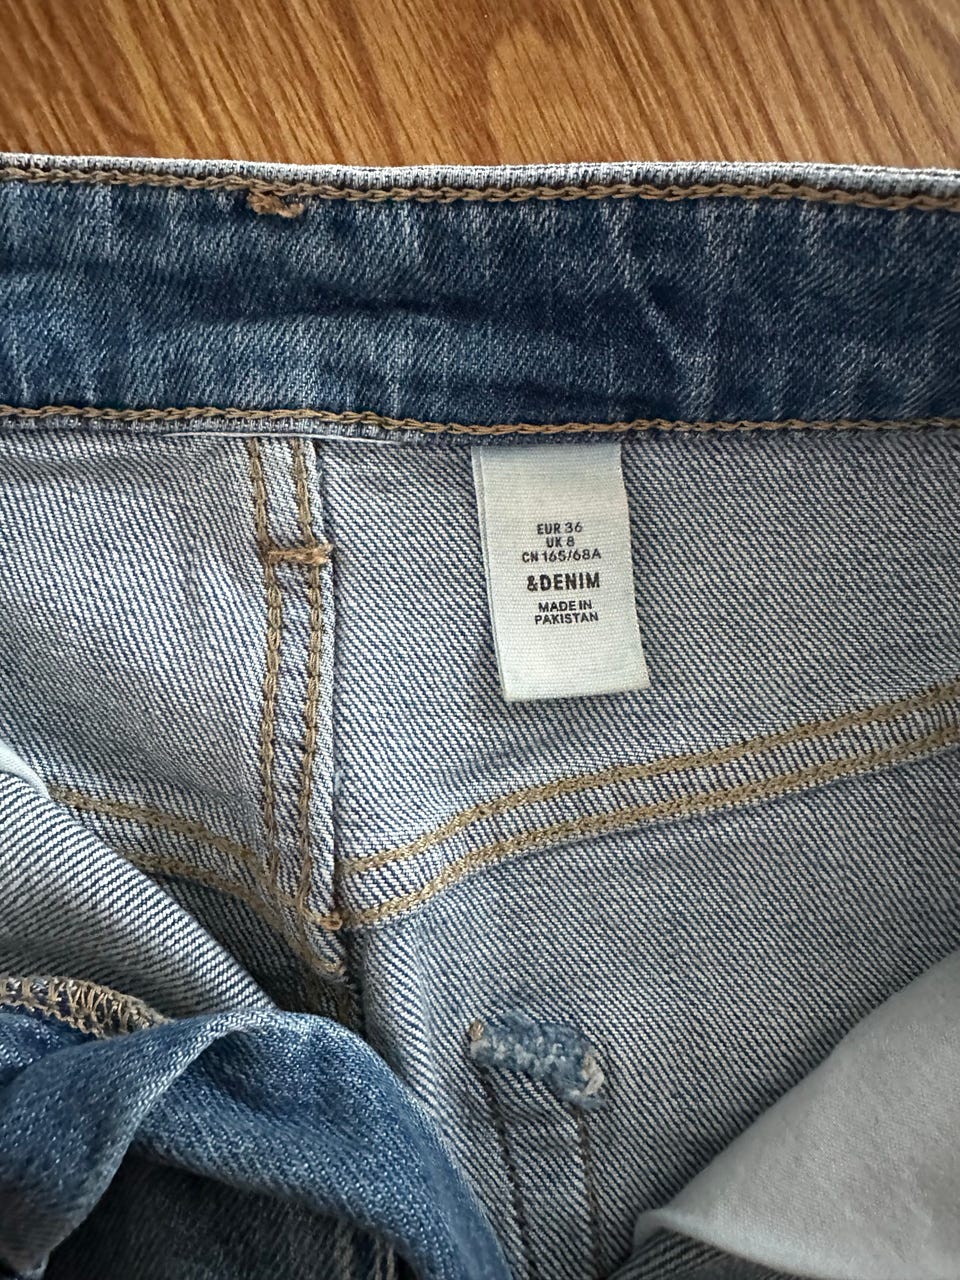 EUR 36
UK 8
CN 165/68A
&DENIM
MADE IN
PAKISTAN